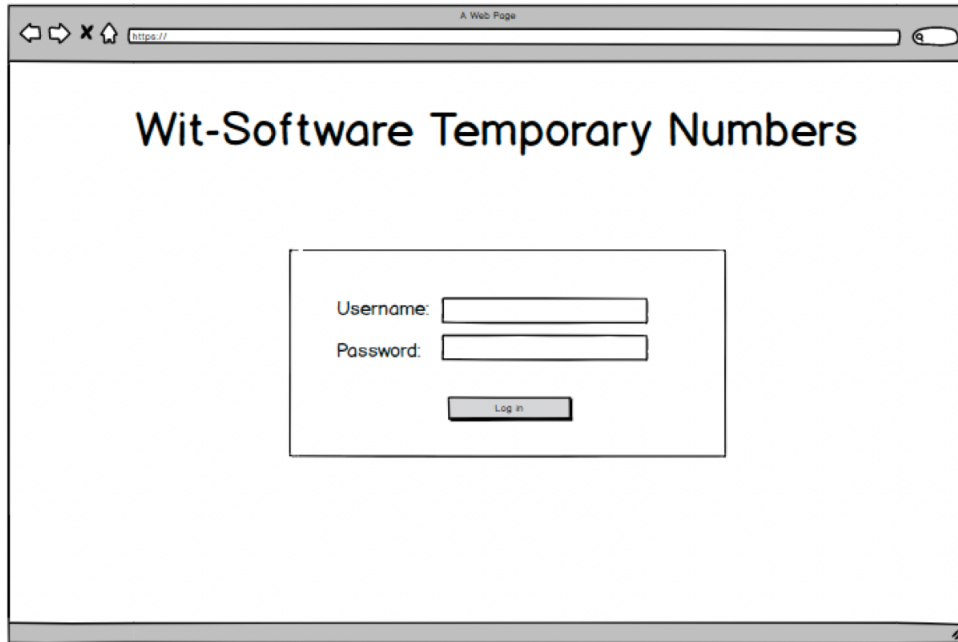 A Web Page
https://
Wit-Software Temporary Numbers
Username:
Password:
Log in